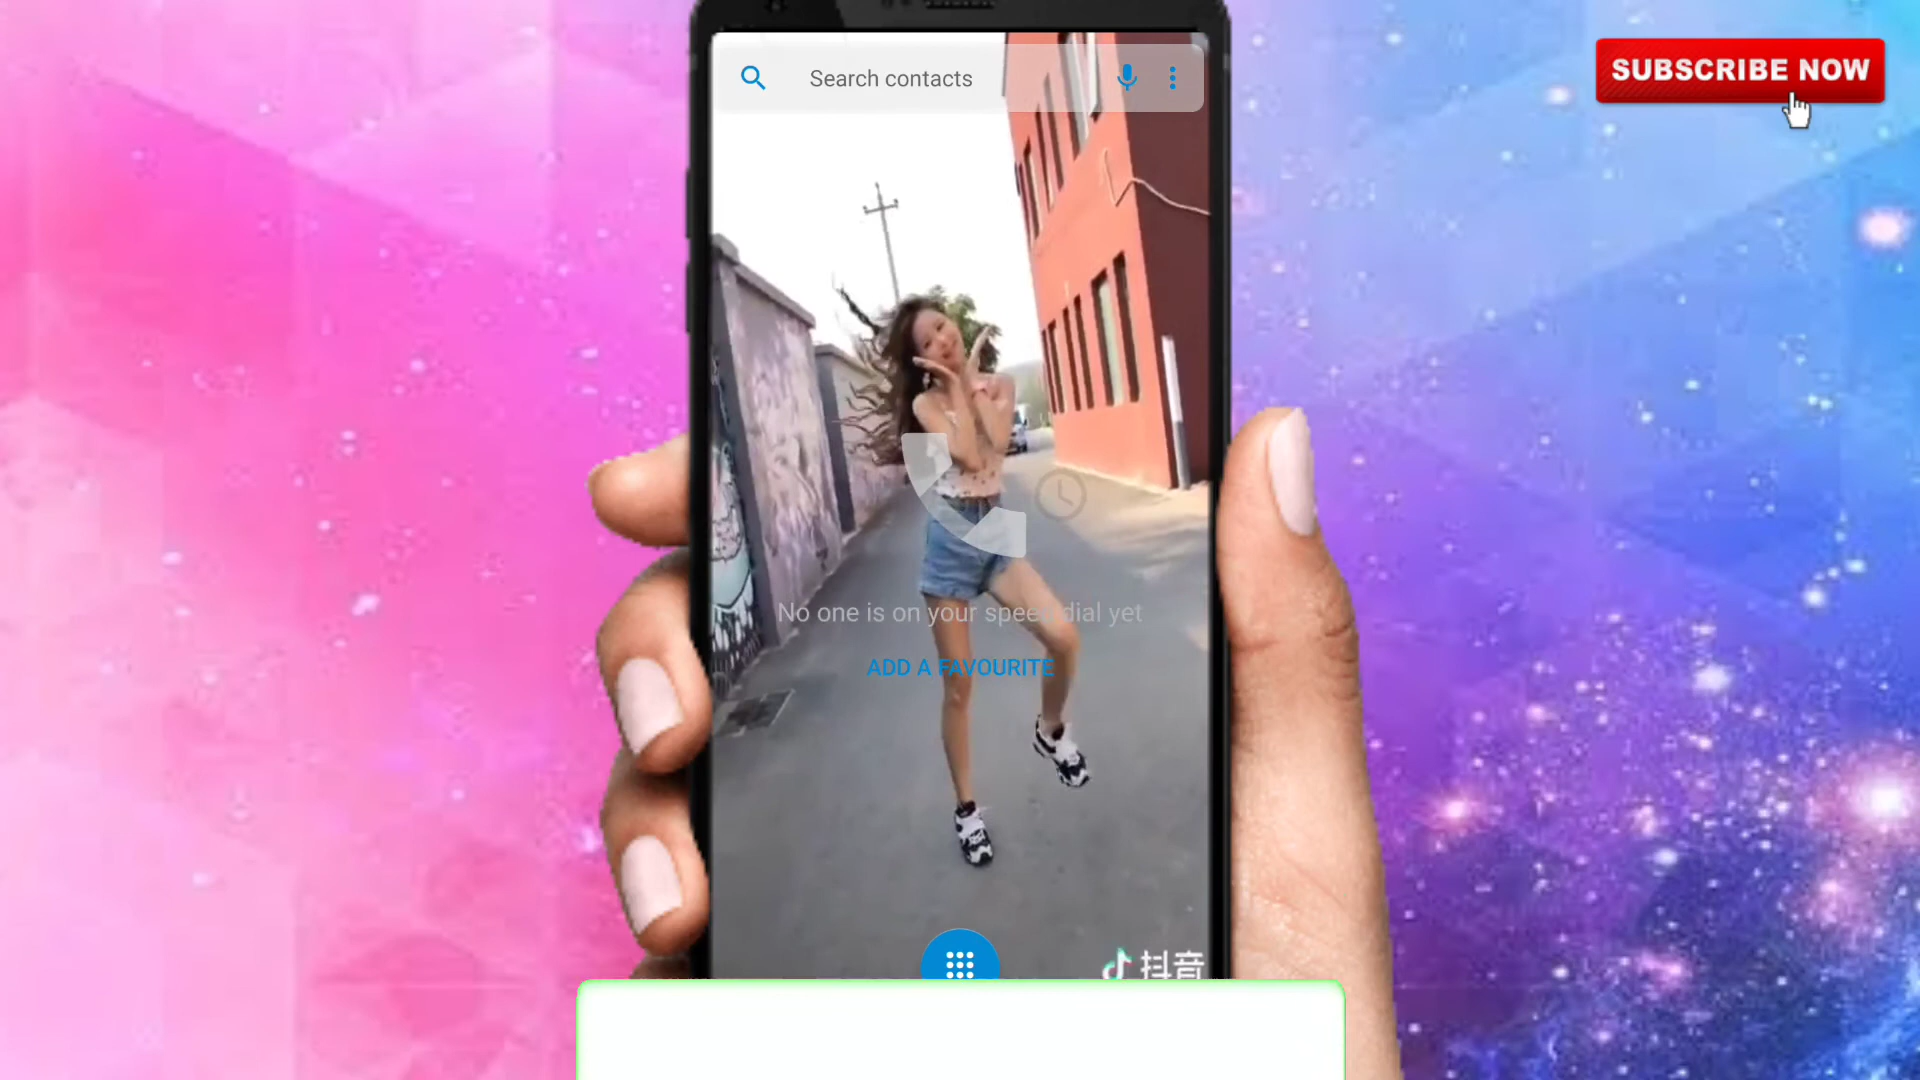 Search contacts
SUBSCRIBE NOW
No one is on your speed dial yet
ADD A FAVOURITE
抖音